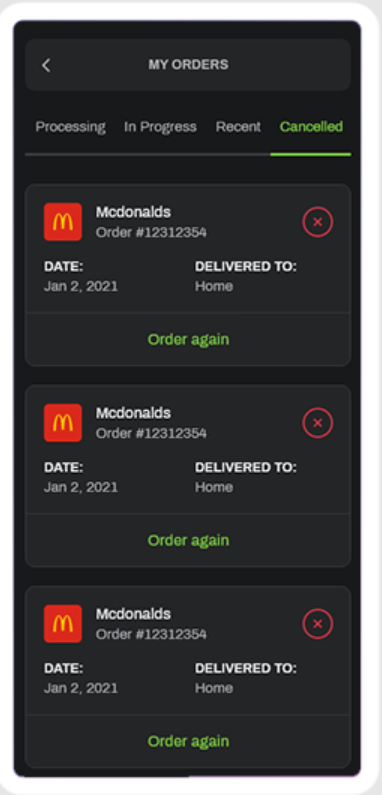 MY ORDERS
Processing In Progress Recent Cancelled
Mcdonalds
Order #12312354
DATE: DELIVERED TO:
Jan 2, 2021 Home
Order again
Mcdonalds
Order #12312354
DATE: DELIVERED TO:
Jan 2, 2021 Home
Order again
Mcdonalds
Order #12312354
DATE: DELIVERED TO:
Jan 2, 2021 Home
Order again